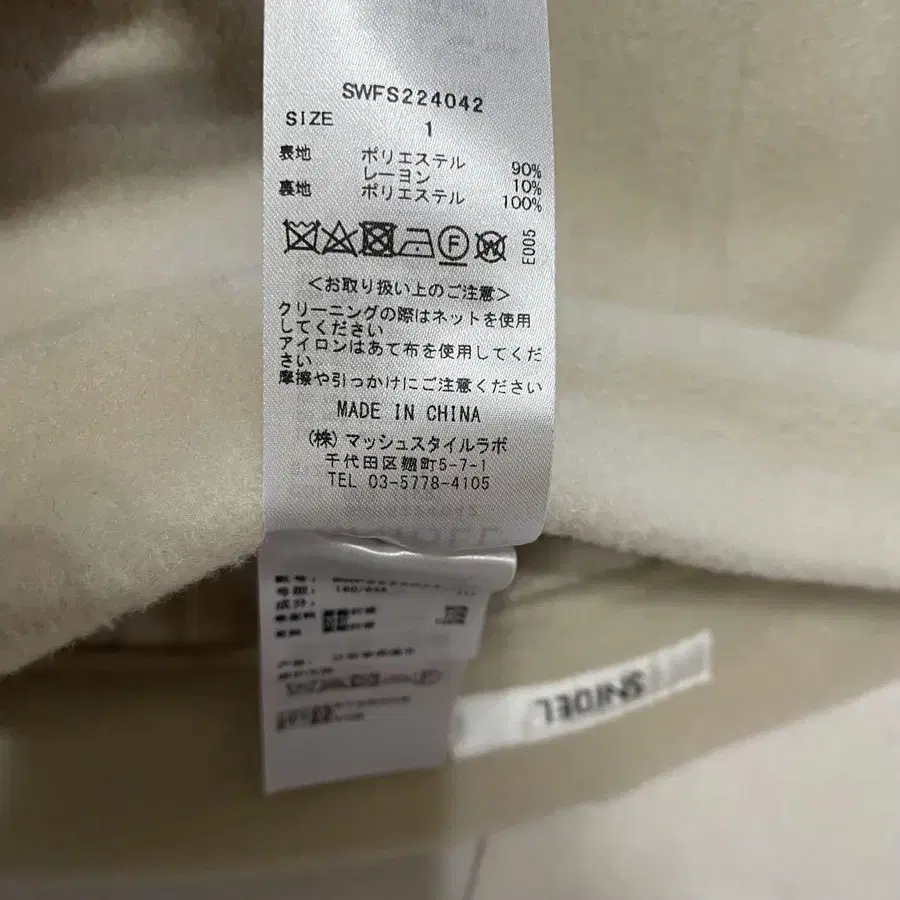 SWFS224042
SIZE 1
表地 ポリエステル 90%
レーヨン 10%
裏地 ポリエステル 100%
F
W
E005
<お取り扱い上のご注意>
クリーニングの際はネットを使用
してください
アイロンはあて布を使用してくだ
さい
摩擦や引っかけにご注意ください
MADE IN CHINA
(株) マッシュスタイルラボ
千代田区麹町5-7-1
TEL 03-5778-4105
号型:
成分:
SNIDEL